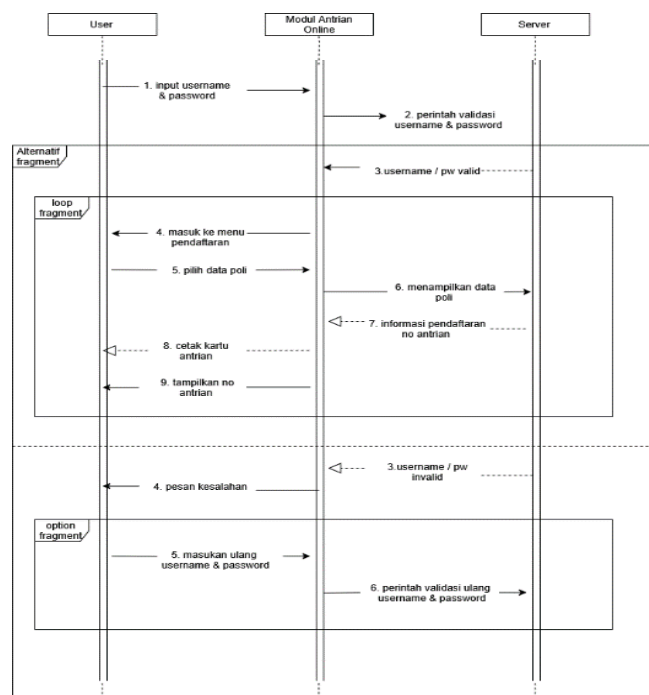 User
Modul Antrian
Online
Server
1. input username
& password
2. perintah validasi
username & password
Alternatif
fragment
3.username / pw valid
loop
fragment
4. masuk ke menu
pendaftaran
5. pilih data poli
6. menampilkan data
poli
7. informasi pendaftaran
no antrian
8. cetak kartu
antrian
9. tampilkan no
antrian
3.username / pw
invalid
4. pesan kesalahan
option
fragment
5. masukan ulang
username & password
6. perintah validasi ulang
username & password